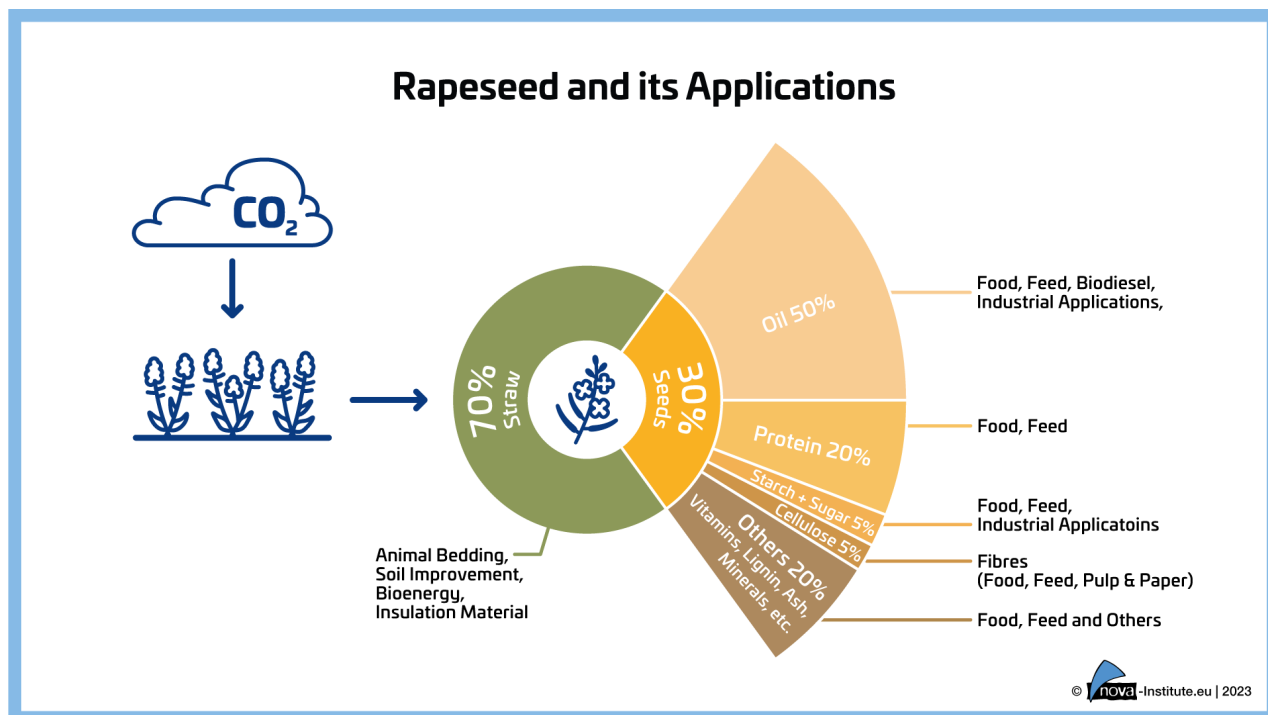 Rapeseed and its Applications
CO2
70%
Straw
30%
Seeds
Oil 50%
Protein 20%
Starch + Sugar 5%
Cellulose 5%
Others 20%
Vitamins, Lignin, Ash,
Minerals, etc.
Food, Feed, Biodiesel,
Industrial Applications,
Food, Feed
Food, Feed,
Industrial Applicatoins
Fibres
(Food, Feed, Pulp & Paper)
Food, Feed and Others
Animal Bedding,
Soil Improvement,
Bioenergy,
Insulation Material
© nova-Institute.eu | 2023